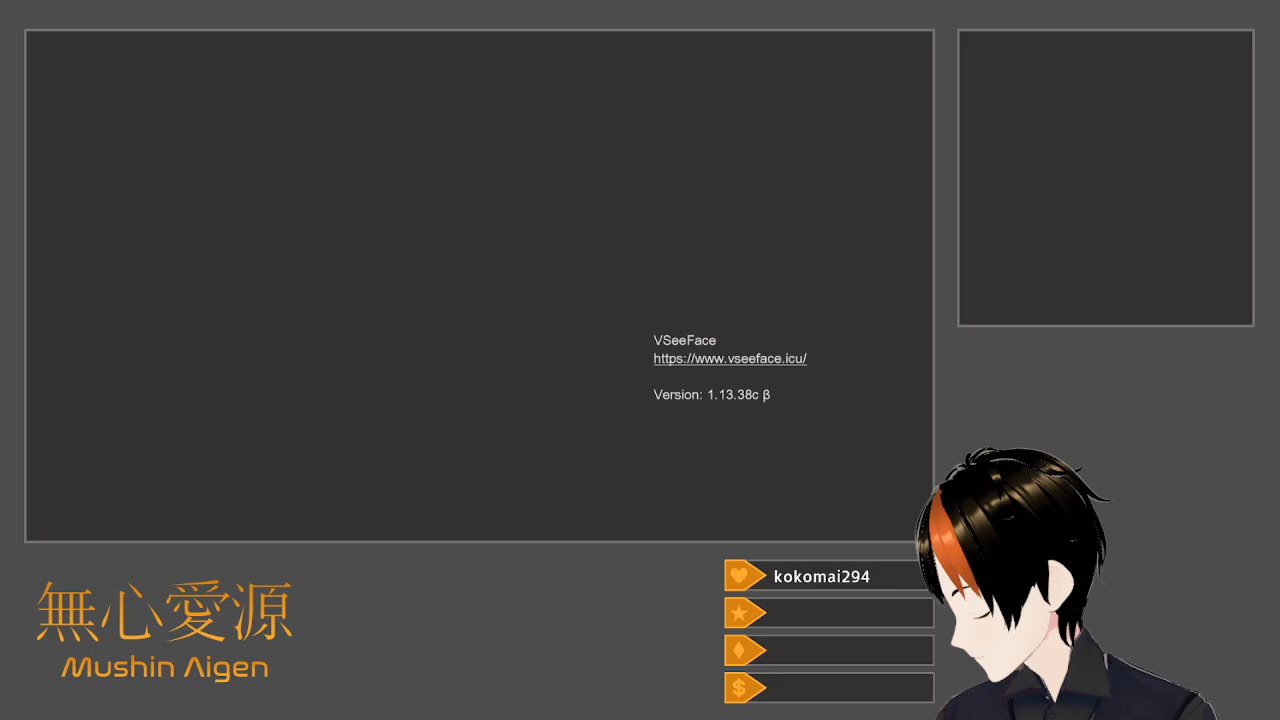 VSeeFace
https://www.vseeface.icu/
Version: 1.13.38c β
kokomai294
無心愛源
Mushin Aigen
$